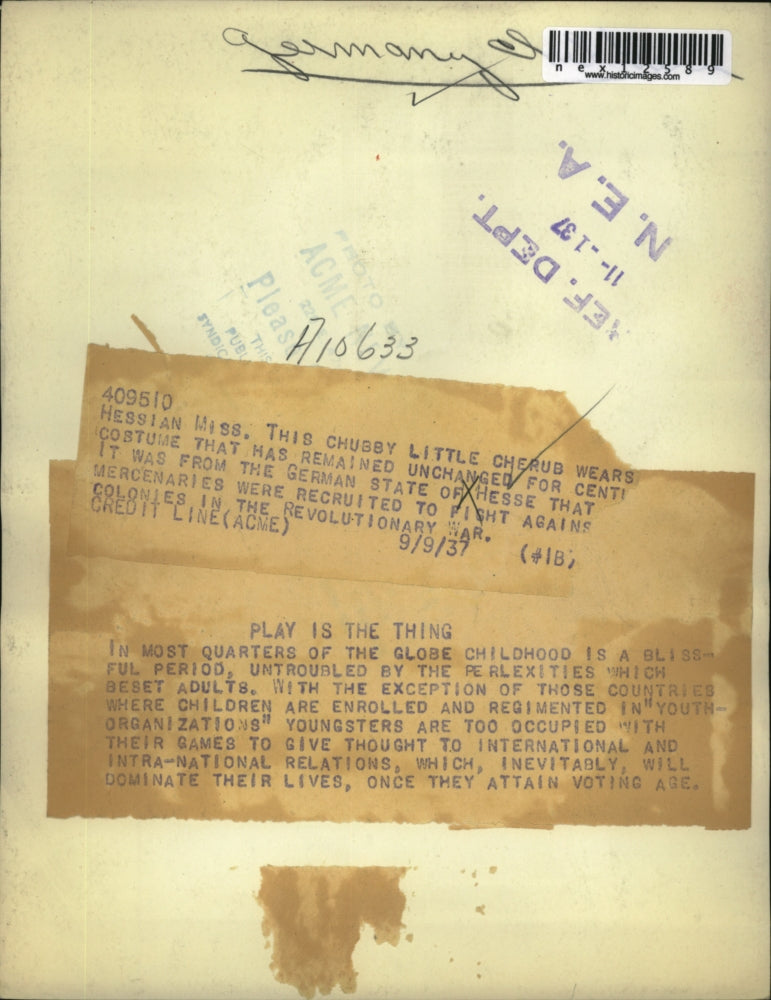 Germany
nex12589
www.historicimages.com
N.E.A.
11--137
REF. DEPT.
PHOTO
ACME
Pleas
THIS
PUBL
SYNDIC
A10633
409510
HESSIAN MISS. THIS CHUBBY LITTLE CHERUB WEARS
COSTUME THAT HAS REMAINED UNCHANGED FOR CENTU
IT WAS FROM THE GERMAN STATE OF HESSE THAT
MERCENARIES WERE RECRUITED TO FIGHT AGAINS
COLONIES IN THE REVOLUTIONARY WAR.
CREDIT LINE(ACME) 9/9/37 (#1B)
PLAY IS THE THING
IN MOST QUARTERS OF THE GLOBE CHILDHOOD IS A BLISS-
FUL PERIOD, UNTROUBLED BY THE PERLEXITIES WHICH
BESET ADULTS. WITH THE EXCEPTION OF THOSE COUNTRIES
WHERE CHILDREN ARE ENROLLED AND REGIMENTED IN"YOUTH-
ORGANIZATIONS" YOUNGSTERS ARE TOO OCCUPIED WITH
THEIR GAMES TO GIVE THOUGHT TO INTERNATIONAL AND
INTRA-NATIONAL RELATIONS, WHICH, INEVITABLY, WILL
DOMINATE THEIR LIVES, ONCE THEY ATTAIN VOTING AGE.